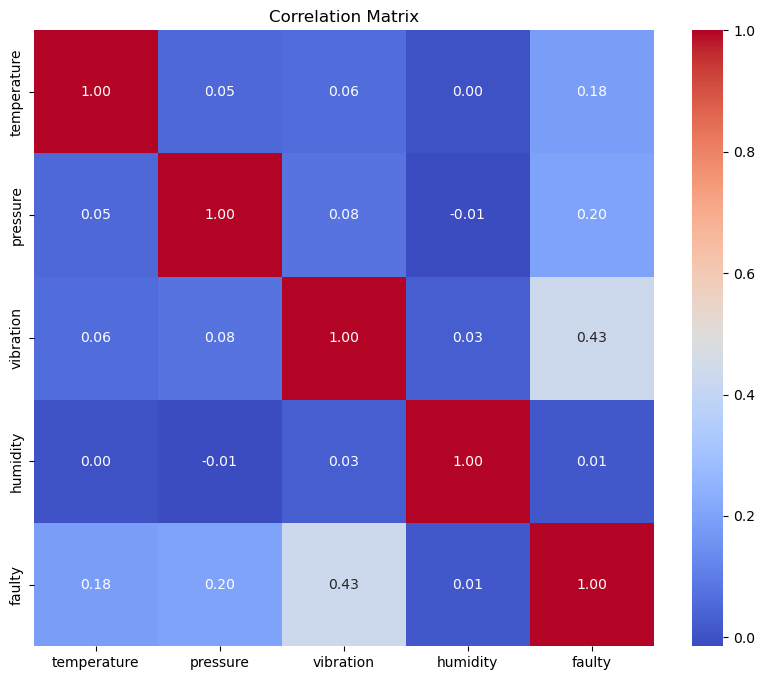 Correlation Matrix
temperature 1.00 0.05 0.06 0.00 0.18
pressure 0.05 1.00 0.08 -0.01 0.20
vibration 0.06 0.08 1.00 0.03 0.43
humidity 0.00 -0.01 0.03 1.00 0.01
faulty 0.18 0.20 0.43 0.01 1.00
temperature pressure vibration humidity faulty
1.0
0.8
0.6
0.4
0.2
0.0